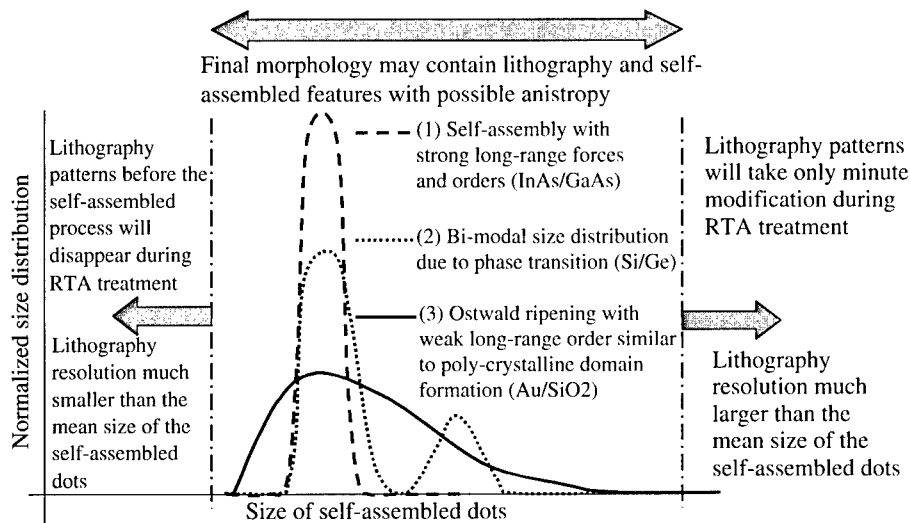 Final morphology may contain lithography and self-
assembled features with possible anistropy
Normalized size distribution
Lithography
patterns before the
self-assembled
process will
disappear during
RTA treatment
Lithography
resolution much
smaller than the
mean size of the
self-assembled
dots
(1) Self-assembly with
strong long-range forces
and orders (InAs/GaAs)
(2) Bi-modal size distribution
due to phase transition (Si/Ge)
(3) Ostwald ripening with
weak long-range order similar
to poly-crystalline domain
formation (Au/SiO2)
Lithography patterns
will take only minute
modification during
RTA treatment
Lithography
resolution much
larger than the
mean size of the
self-assembled dots
Size of self-assembled dots